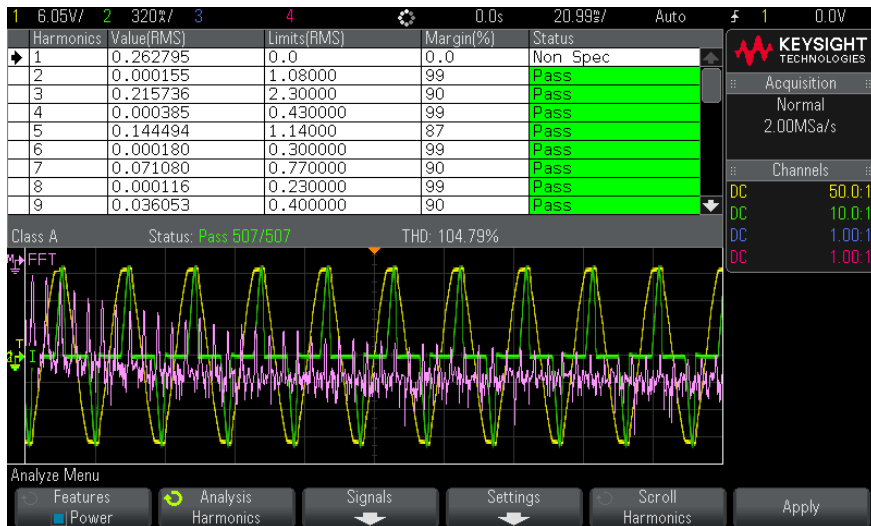 1 6.05V/ 2 320%/ 3 4 0.0s 20.99%/ Auto 1 0.0V
Harmonics Value(RMS) Limits(RMS) Margin(%) Status
1 0.262795 0.0 0.0 Non Spec
2 0.000155 1.08000 99 Pass
3 0.215736 2.30000 90 Pass
4 0.000385 0.430000 99 Pass
5 0.144494 1.14000 87 Pass
6 0.000180 0.300000 99 Pass
7 0.071080 0.770000 90 Pass
8 0.000116 0.230000 99 Pass
9 0.036053 0.400000 90 Pass
Class A Status: Pass 507/507 THD: 104.79%
KEYSIGHT
TECHNOLOGIES
Acquisition
Normal
2.00MSa/s
Channels
DC 50.0:1
DC 10.0:1
DC 1.00:1
DC 1.00:1
M FFT
T
2 I
Analyze Menu
Features
Power
Analysis
Harmonics
Signals
Settings
Scroll
Harmonics
Apply